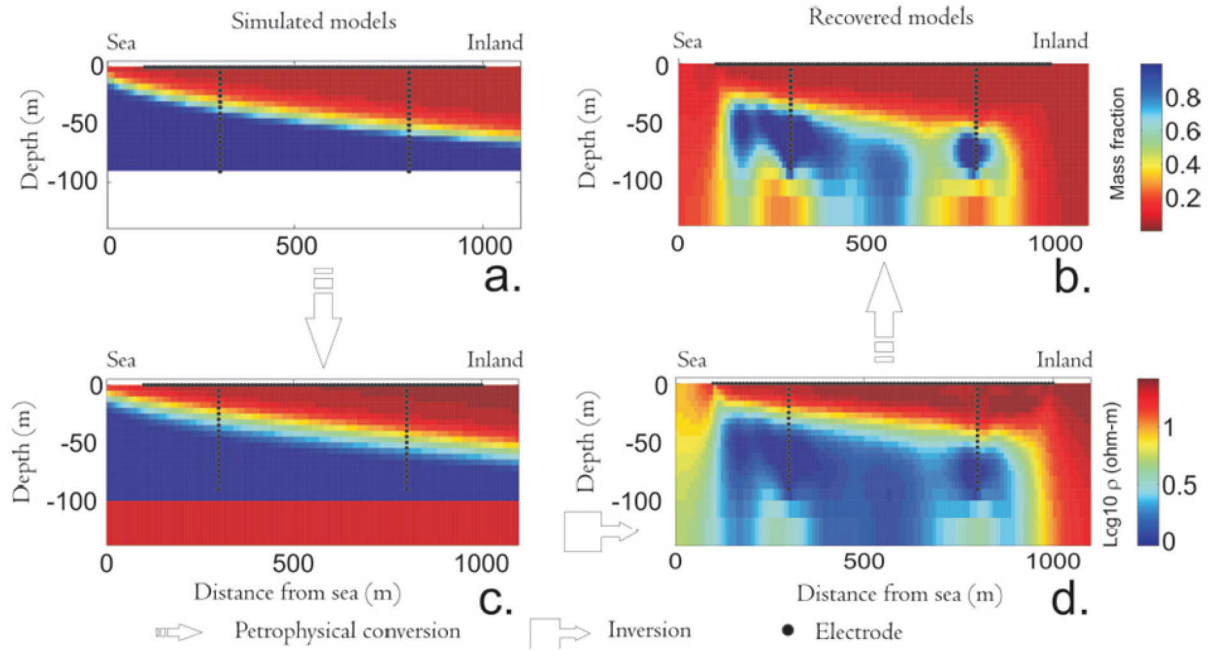 Simulated models
Recovered models
Sea
Inland
Sea
Inland
0
-50
-100
Depth (m)
0
500
1000
a.
0
-50
-100
Depth (m)
0
500
1000
b.
0.8
0.6
0.4
0.2
Mass fraction
Sea
Inland
Sea
Inland
0
-50
-100
Depth (m)
0
500
1000
Distance from sea (m)
c.
0
-50
-100
Depth (m)
0
500
1000
Distance from sea (m)
d.
1
0.5
0
Lcg10 ρ (ohm-m)
Petrophysical conversion
Inversion
Electrode